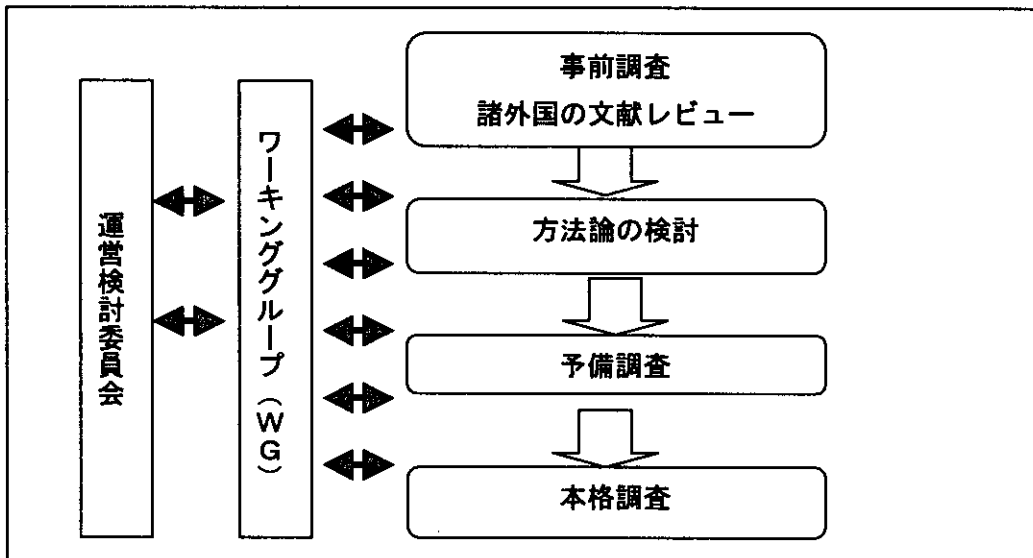 運営検討委員会
ワーキンググループ（WG）
事前調査
諸外国の文献レビュー
方法論の検討
予備調査
本格調査